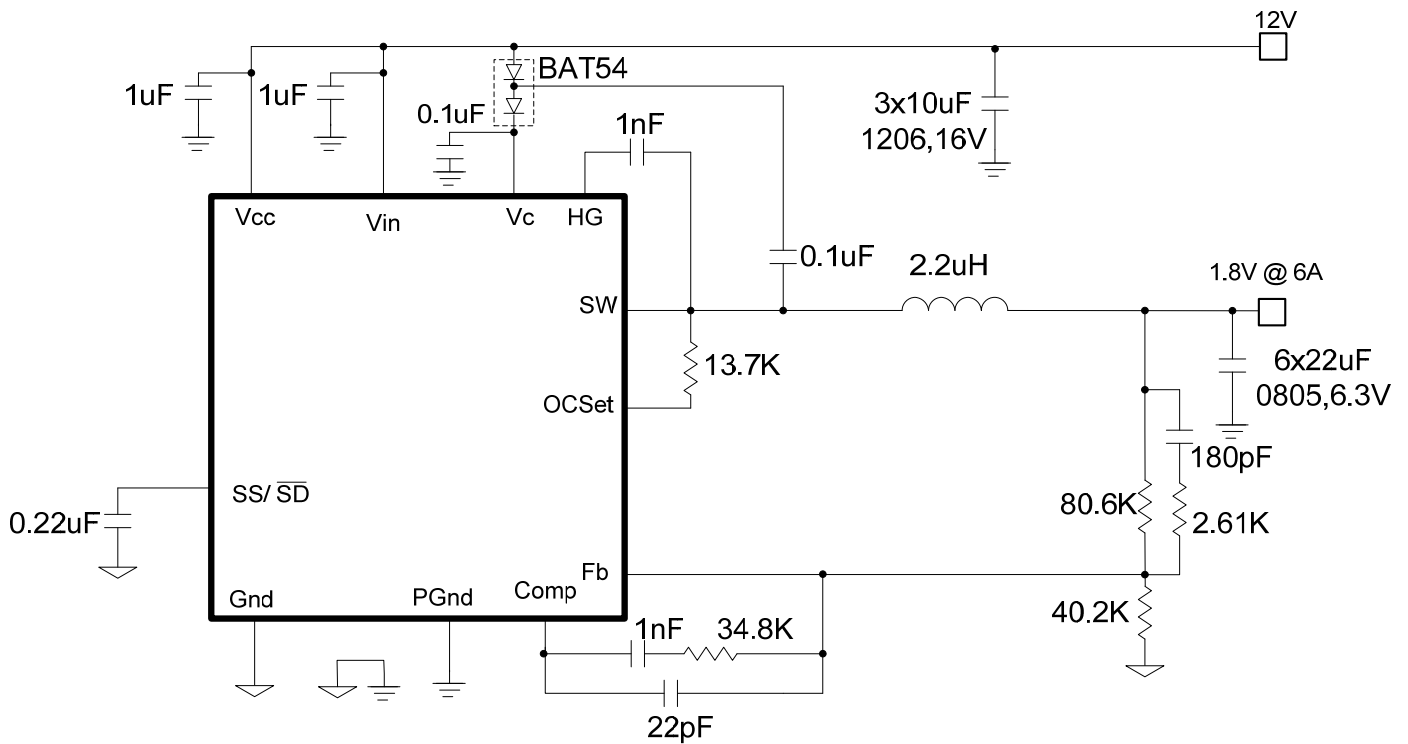 12V
BAT54
1uF
1uF
0.1uF
1nF
3x10uF
1206,16V
Vcc
Vin
Vc
HG
0.1uF
2.2uH
1.8V @ 6A
SW
13.7K
6x22uF
0805,6.3V
OCSet
180pF
SS/ SD
80.6K
2.61K
0.22uF
Fb
Comp
Gnd
PGnd
40.2K
1nF
34.8K
22pF